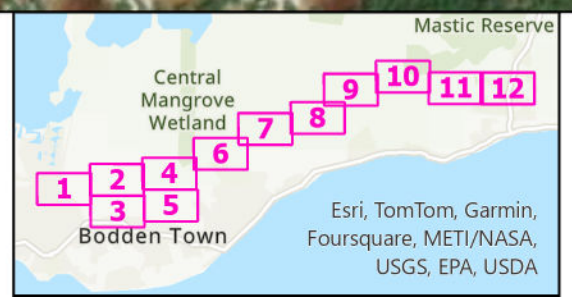 Mastic Reserve
Central
Mangrove
Wetland
1
2
3
4
5
6
7
8
9
10
11
12
Bodden Town
Esri, TomTom, Garmin,
Foursquare, METI/NASA,
USGS, EPA, USDA